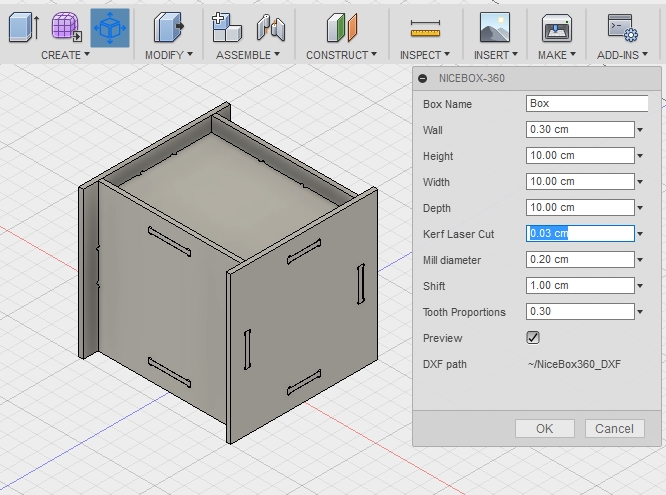 CREATE MODIFY ASSEMBLE CONSTRUCT INSPECT INSERT MAKE ADD-INS
NICEBOX-360
Box Name Box
Wall 0.30 cm
Height 10.00 cm
Width 10.00 cm
Depth 10.00 cm
Kerf Laser Cut 0.03 cm
Mill diameter 0.20 cm
Shift 1.00 cm
Tooth Proportions 0.30
Preview
DXF path ~/NiceBox360_DXF
OK Cancel